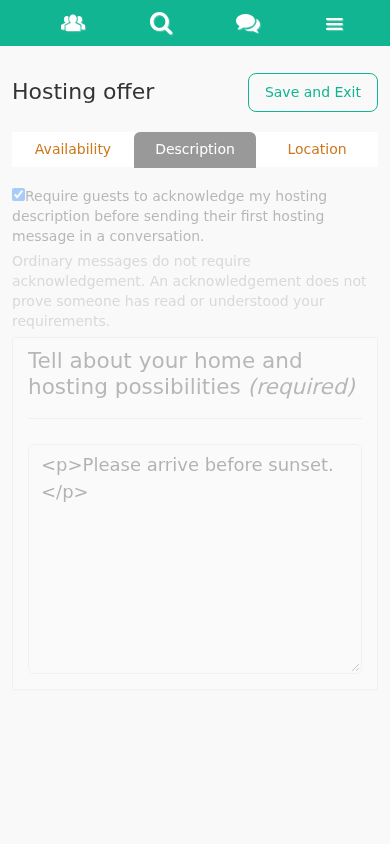 Hosting offer
Save and Exit
Availability
Description
Location
Require guests to acknowledge my hosting
description before sending their first hosting
message in a conversation.
Ordinary messages do not require
acknowledgement. An acknowledgement does not
prove someone has read or understood your
requirements.
Tell about your home and
hosting possibilities (required)
<p>Please arrive before sunset.
</p>